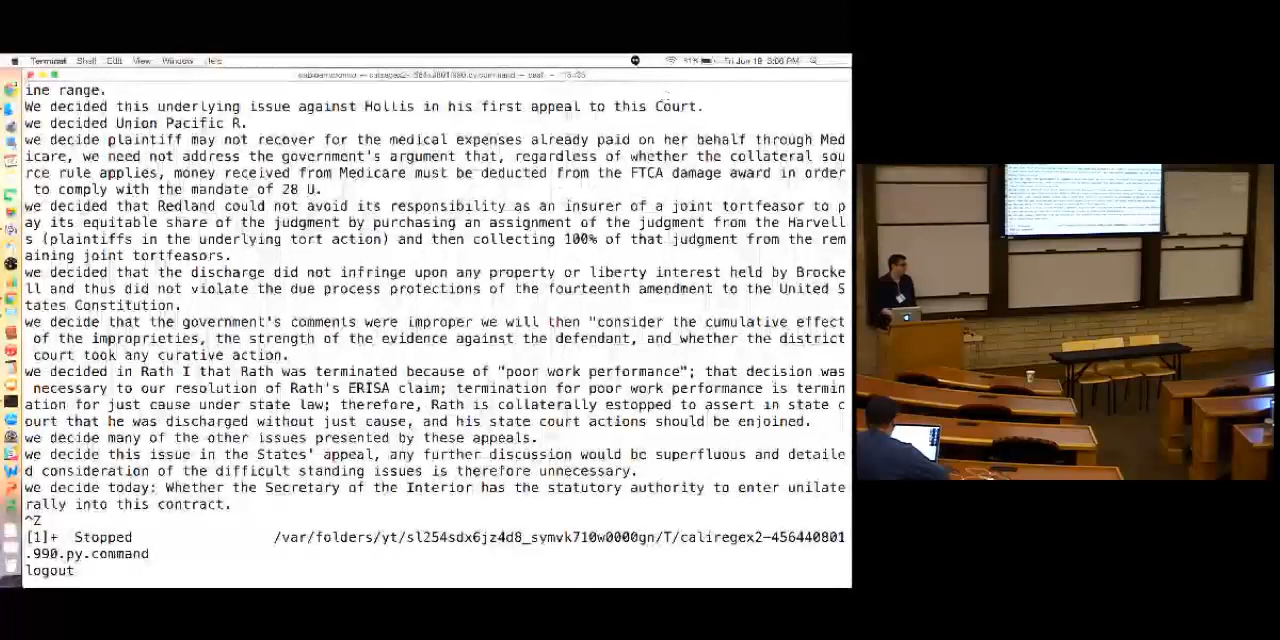 Terminal Shell Edit View Window Help
Fri Jun 19
ine range.
We decided this underlying issue against Hollis in his first appeal to this Court.
we decided Union Pacific R.
we decide plaintiff may not recover for the medical expenses already paid on her behalf through Med
icare, we need not address the government's argument that, regardless of whether the collateral sou
rce rule applies, money received from Medicare must be deducted from the FTCA damage award in order
to comply with the mandate of 28 U.
we decided that Redland could not avoid its liability as an insurer of a joint tortfeasor to p
ay its equitable share of the judgment by purchasing an assignment of the judgment from the Harvell
s (plaintiffs in the underlying tort action) and then collecting 100% of that judgment from the rem
aining joint tortfeasors.
we decided that the discharge did not infringe upon any property or liberty interest held by Brocke
ll and thus did not violate the due process protections of the fourteenth amendment to the United S
tates Constitution.
we decide that the government's comments were improper we will then "consider the cumulative effect
of the improprieties, the strength of the evidence against the defendant, and whether the district
court took any curative action.
we decided in Rath I that Rath was terminated because of "poor work performance"; that decision was
necessary to our resolution of Rath's ERISA claim; termination for poor work performance is termin
ation for just cause under state law; therefore, Rath is collaterally estopped to assert in state c
ourt that he was discharged without just cause, and his state court actions should be enjoined.
we decide many of the other issues presented by these appeals.
we decide this issue in the States' appeal, any further discussion would be superfluous and detaile
d consideration of the difficult standing issues is therefore unnecessary.
we decide today: Whether the Secretary of the Interior has the statutory authority to enter unilate
rally into this contract.
^Z
[1]+ Stopped /var/folders/yt/sl254sdx6jz4d8_symvk710w0000gn/T/caliregex2-456440801
.990.py.command
logout